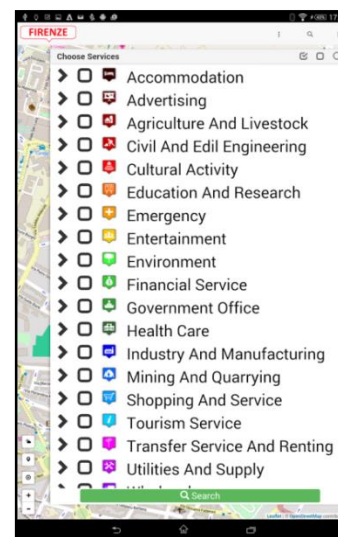 FIRENZE
Choose Services
Accommodation
Advertising
Agriculture And Livestock
Civil And Edil Engineering
Cultural Activity
Education And Research
Emergency
Entertainment
Environment
Financial Service
Government Office
Health Care
Industry And Manufacturing
Mining And Quarrying
Shopping And Service
Tourism Service
Transfer Service And Renting
Utilities And Supply
Search